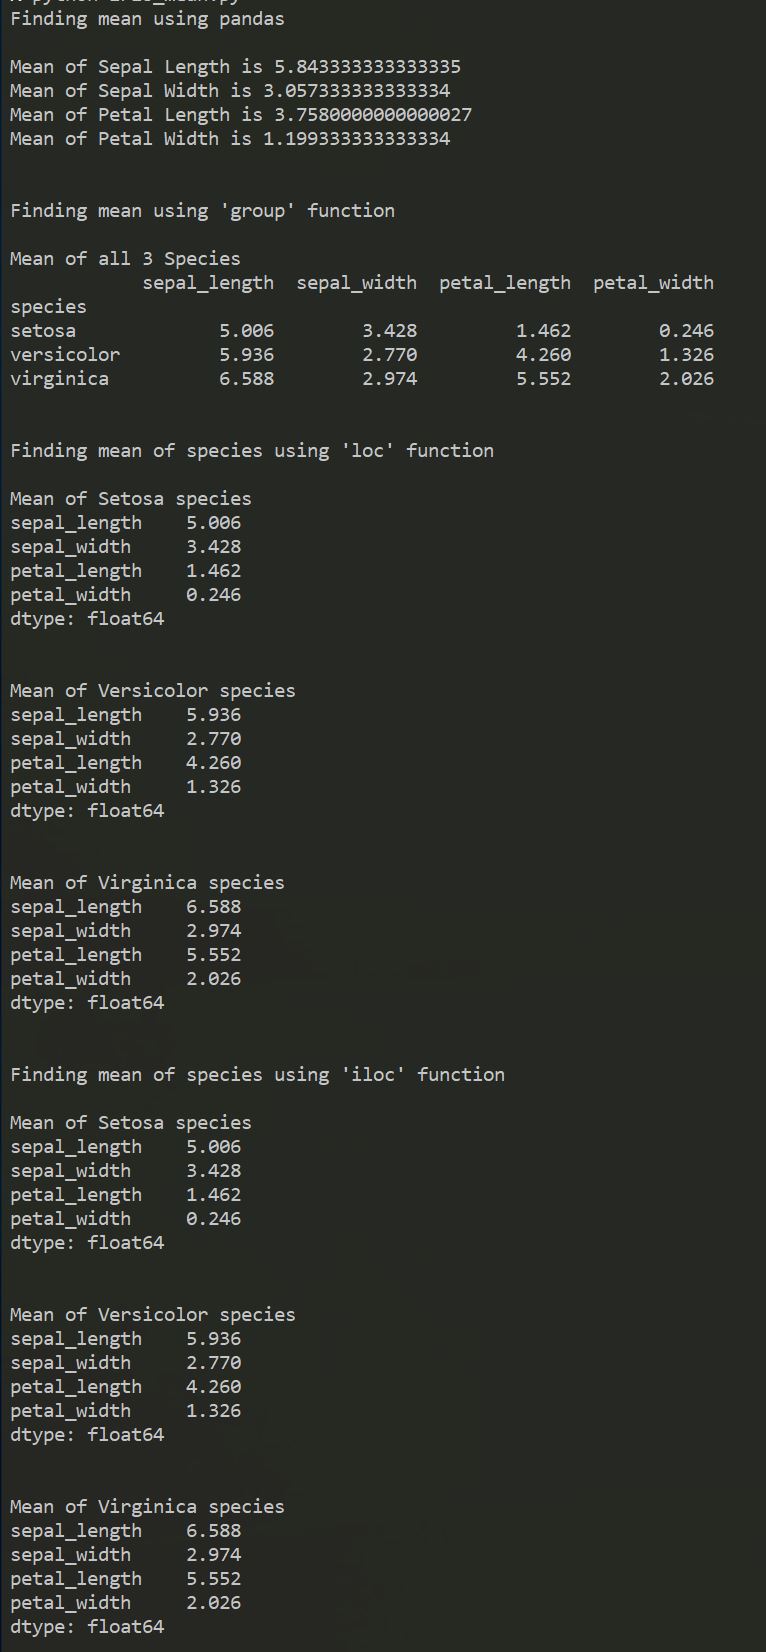 Finding mean using pandas
Mean of Sepal Length is 5.843333333333335
Mean of Sepal Width is 3.057333333333334
Mean of Petal Length is 3.7580000000000027
Mean of Petal Width is 1.199333333333334
Finding mean using 'group' function
Mean of all 3 Species
sepal_length  sepal_width  petal_length  petal_width
species
setosa 5.006 3.428 1.462 0.246
versicolor 5.936 2.770 4.260 1.326
virginica 6.588 2.974 5.552 2.026
Finding mean of species using 'loc' function
Mean of Setosa species
sepal_length 5.006
sepal_width 3.428
petal_length 1.462
petal_width 0.246
dtype: float64
Mean of Versicolor species
sepal_length 5.936
sepal_width 2.770
petal_length 4.260
petal_width 1.326
dtype: float64
Mean of Virginica species
sepal_length 6.588
sepal_width 2.974
petal_length 5.552
petal_width 2.026
dtype: float64
Finding mean of species using 'iloc' function
Mean of Setosa species
sepal_length 5.006
sepal_width 3.428
petal_length 1.462
petal_width 0.246
dtype: float64
Mean of Versicolor species
sepal_length 5.936
sepal_width 2.770
petal_length 4.260
petal_width 1.326
dtype: float64
Mean of Virginica species
sepal_length 6.588
sepal_width 2.974
petal_length 5.552
petal_width 2.026
dtype: float64